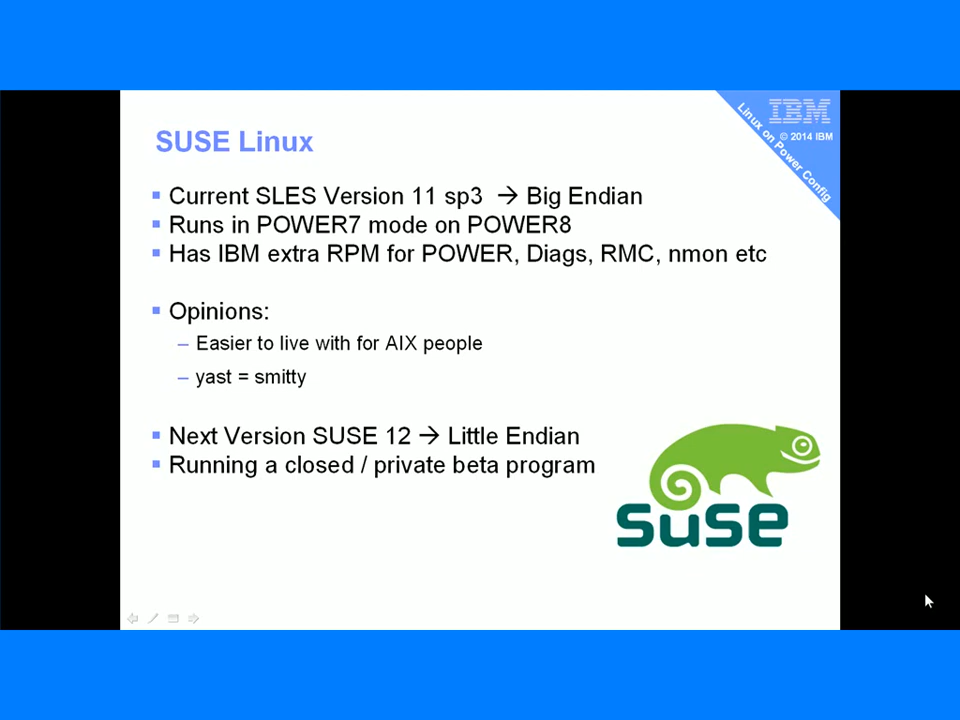 IBM
© 2014 IBM
Linux on Power Config
SUSE Linux
Current SLES Version 11 sp3 → Big Endian
Runs in POWER7 mode on POWER8
Has IBM extra RPM for POWER, Diags, RMC, nmon etc
Opinions:
– Easier to live with for AIX people
– yast = smitty
Next Version SUSE 12 → Little Endian
Running a closed / private beta program
suse